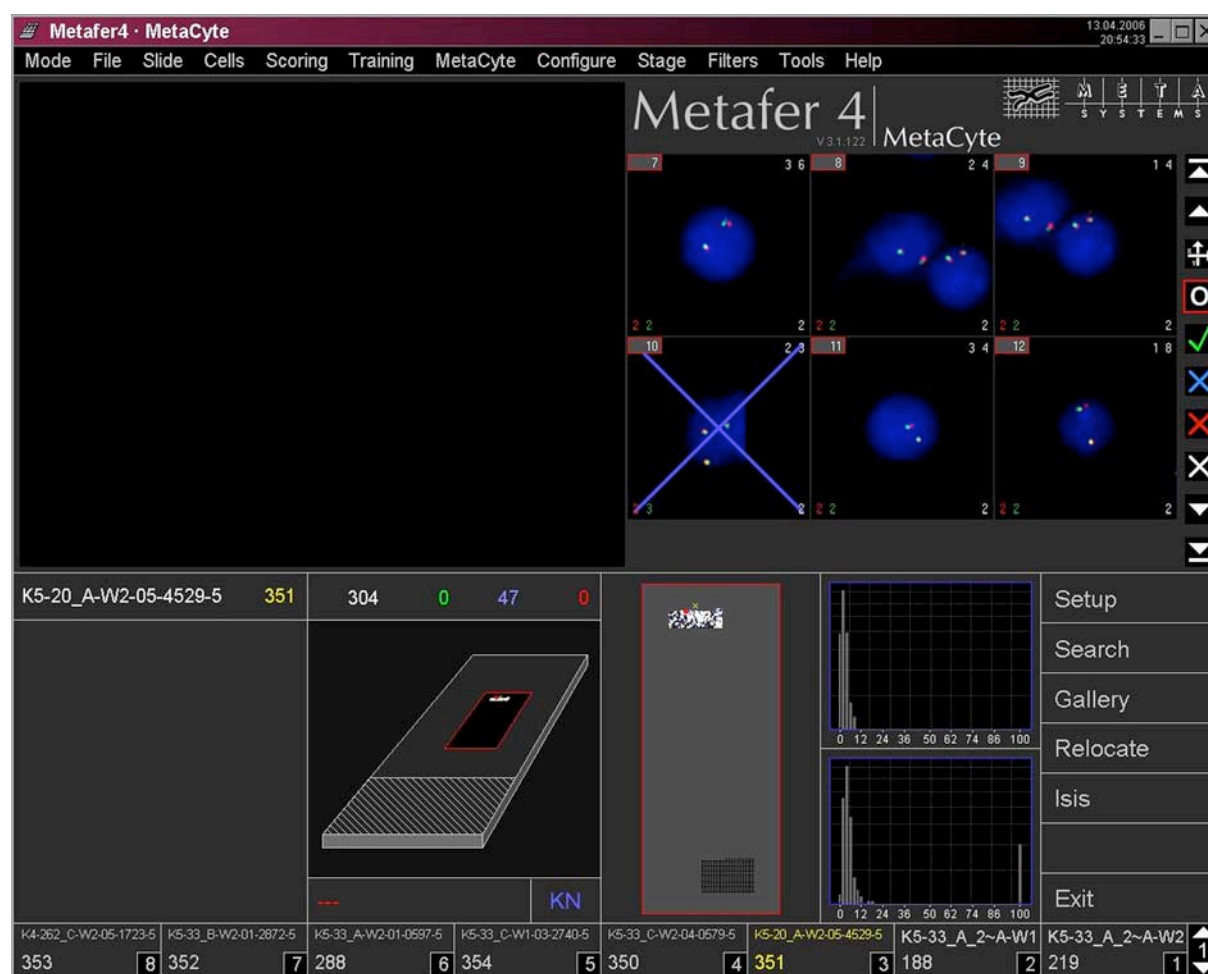 Metafer4 · MetaCyte
13.04.2006
20:54:33
Mode File Slide Cells Scoring Training MetaCyte Configure Stage Filters Tools Help
Metafer 4
V 3.1.122
MetaCyte
META
SYSTEMS
7 3 6 8 2 4 9 1 4
2 2 2 2 2 2 2 2 2
10 2 3 11 3 4 12 1 8
2 3 2 2 2 2 2 2 2
K5-20_A-W2-05-4529-5 351 304 0 47 0
Setup
Search
Gallery
0 12 24 36 50 62 74 86 100
Relocate
Isis
--- KN
Exit
0 12 24 36 50 62 74 86 100
K4-262_C-W2-05-1723-5 K5-33_B-W2-01-2872-5 K5-33_A-W2-01-0597-5 K5-33_C-W1-03-2740-5 K5-33_C-W2-04-0579-5 K5-20_A-W2-05-4529-5 K5-33_A_2~A-W1 K5-33_A_2~A-W2
353 8 352 7 288 6 354 5 350 4 351 3 188 2 219 1 1